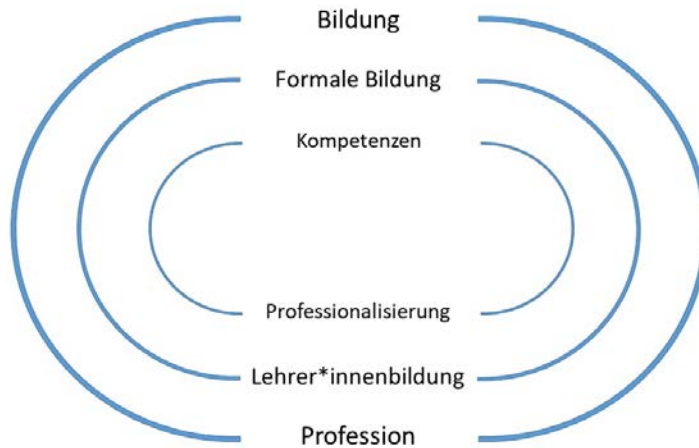 Bildung
Formale Bildung
Kompetenzen
Professionalisierung
Lehrer*innenbildung
Profession